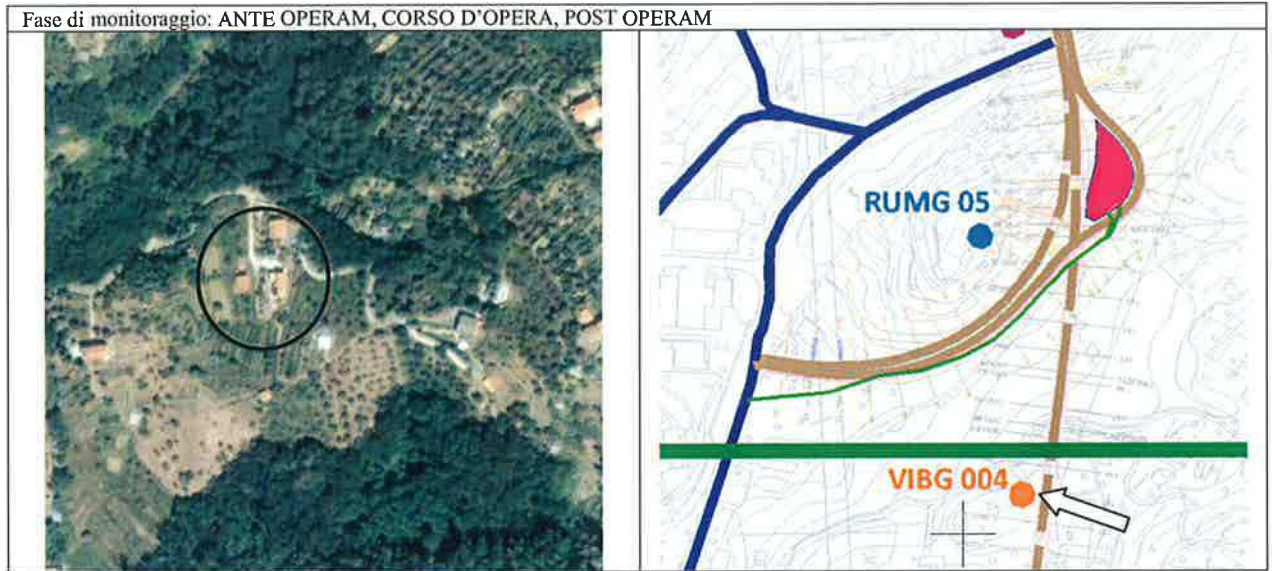 Fase di monitoraggio: ANTE OPERAM, CORSO D'OPERA, POST OPERAM
RUMG 05
VIBG 004